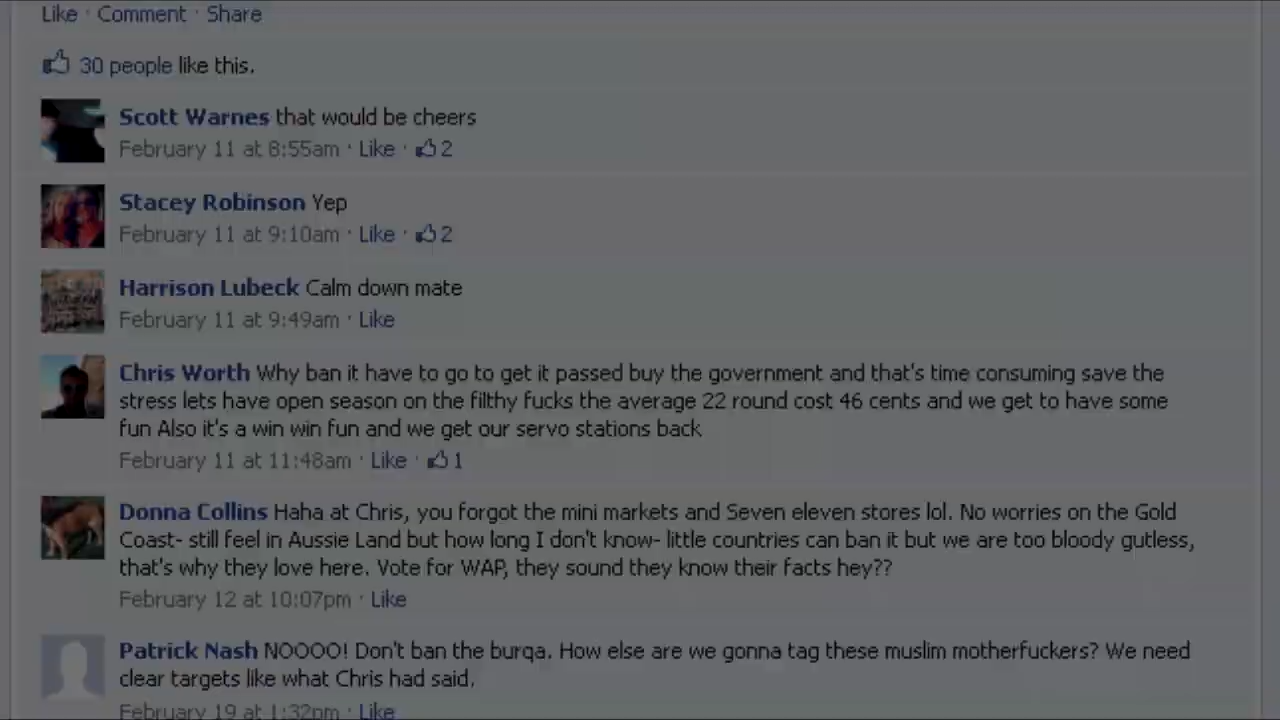 Like · Comment · Share
30 people like this.
Scott Warnes that would be cheers
February 11 at 8:55am · Like · 2
Stacey Robinson Yep
February 11 at 9:10am · Like · 2
Harrison Lubeck Calm down mate
February 11 at 9:49am · Like
Chris Worth Why ban it have to go to get it passed buy the government and that's time consuming save the
stress lets have open season on the filthy fucks the average 22 round cost 46 cents and we get to have some
fun Also it's a win win fun and we get our servo stations back
February 11 at 11:48am · Like · 1
Donna Collins Haha at Chris, you forgot the mini markets and Seven eleven stores lol. No worries on the Gold
Coast- still feel in Aussie Land but how long I don't know- little countries can ban it but we are too bloody gutless,
that's why they love here. Vote for WAP, they sound they know their facts hey??
February 12 at 10:07pm · Like
Patrick Nash NOOOO! Don't ban the burqa. How else are we gonna tag these muslim motherfuckers? We need
clear targets like what Chris had said.
February 19 at 1:32pm · Like